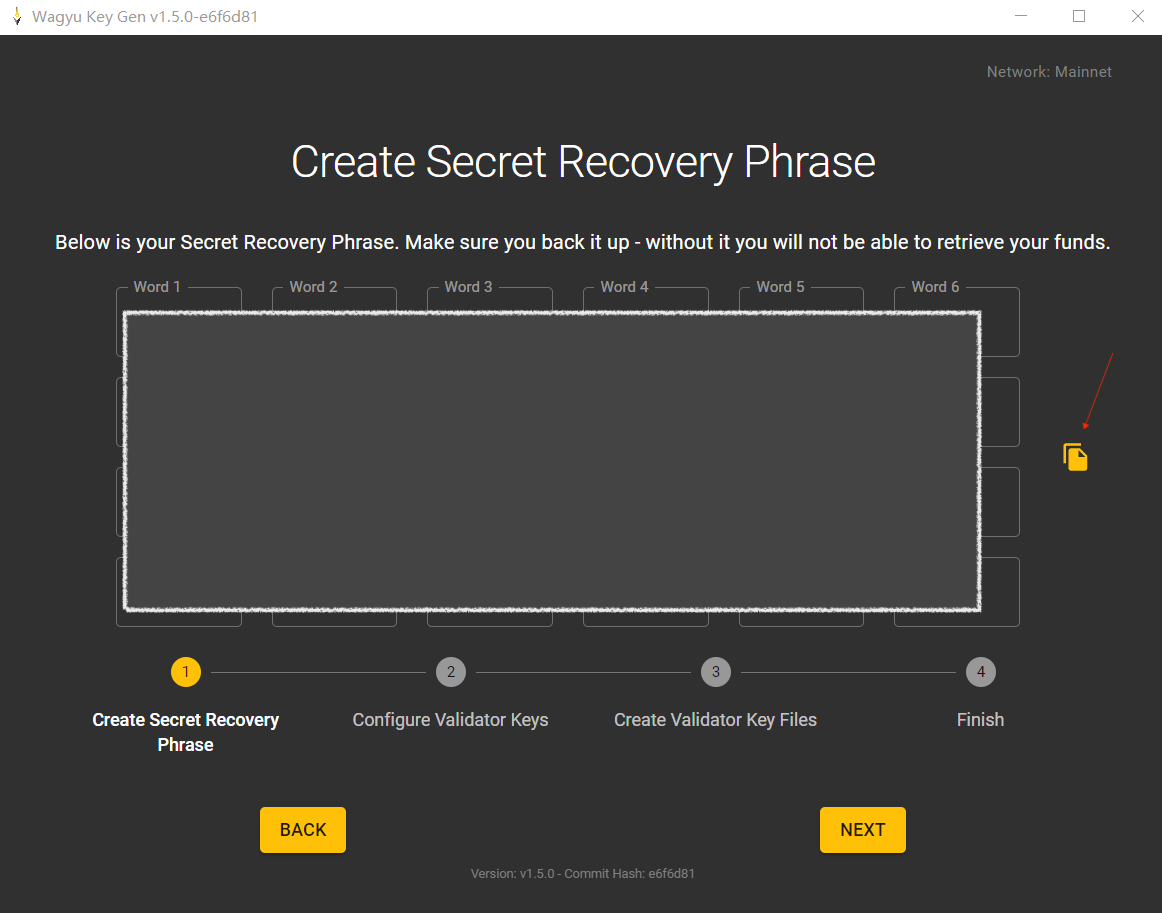 Wagyu Key Gen v1.5.0-e6f6d81
Network: Mainnet
Create Secret Recovery Phrase
Below is your Secret Recovery Phrase. Make sure you back it up - without it you will not be able to retrieve your funds.
Word 1 Word 2 Word 3 Word 4 Word 5 Word 6
1 2 3 4
Create Secret Recovery Phrase
Configure Validator Keys
Create Validator Key Files
Finish
BACK NEXT
Version: v1.5.0 - Commit Hash: e6f6d81